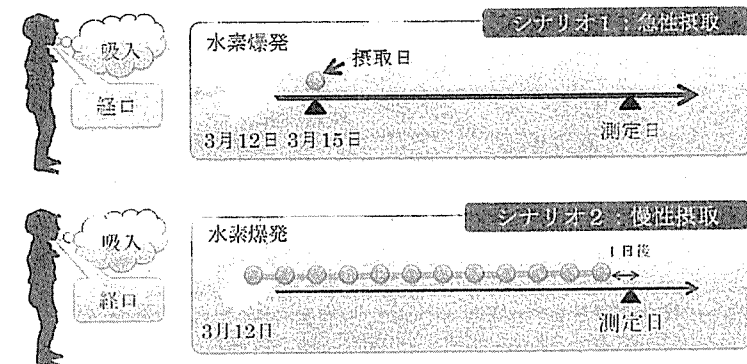 シナリオ1：急性摂取
吸入
経口
水素爆発
摂取日
3月12日 3月15日
測定日
シナリオ2：慢性摂取
吸入
経口
水素爆発
1日後
3月12日
測定日